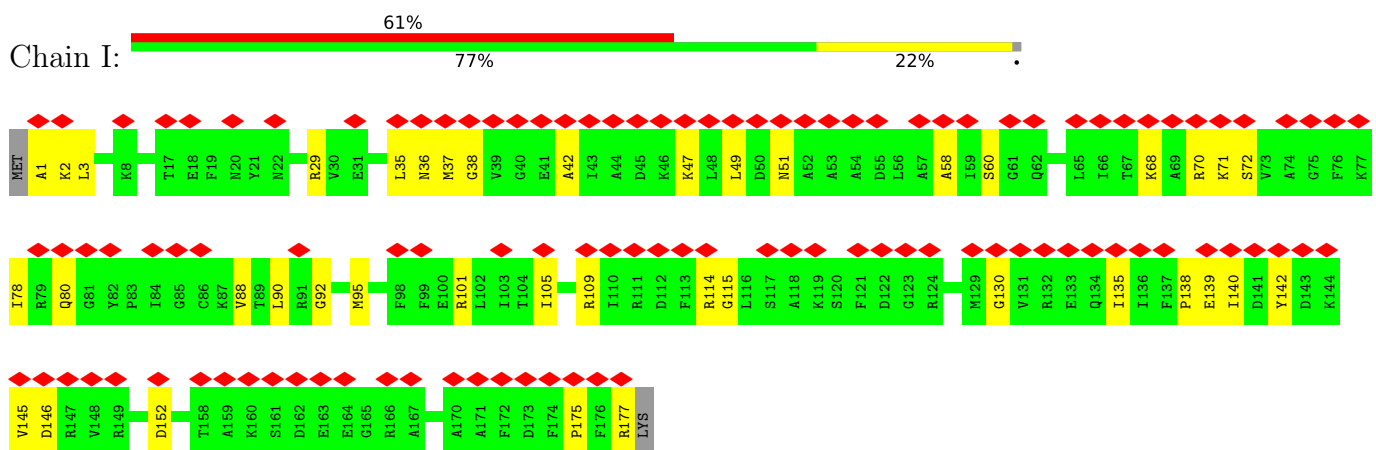 61%
Chain I:
77% 22% •
MET A1 K2 L3 K8 T17 E18 F19 N20 Y21 N22 R29 V30 E31 L35 N36 M37 G38 V39 G40 E41 A42 I43 A44 D45 K46 K47 L48 L49 D50 N51 A52 A53 A54 D55 L56 A57 A58 I59 S60 G61 Q62 L65 I66 T67 K68 A69 R70 K71 S72 V73 A74 G75 F76 K77
I78 R79 Q80 G81 Y82 P83 I84 G85 C86 K87 V88 T89 L90 R91 G92 M95 F98 F99 E100 R101 L102 I103 T104 I105 R109 I110 R111 D112 F113 R114 G115 L116 S117 A118 K119 S120 F121 D122 G123 R124 M129 G130 V131 R132 E133 Q134 I135 I136 F137 P138 E139 I140 D141 Y142 D143 K144
V145 D146 R147 V148 R149 D152 T158 A159 K160 S161 D162 E163 E164 G165 R166 A167 A170 A171 F172 D173 F174 P175 F176 R177 LYS